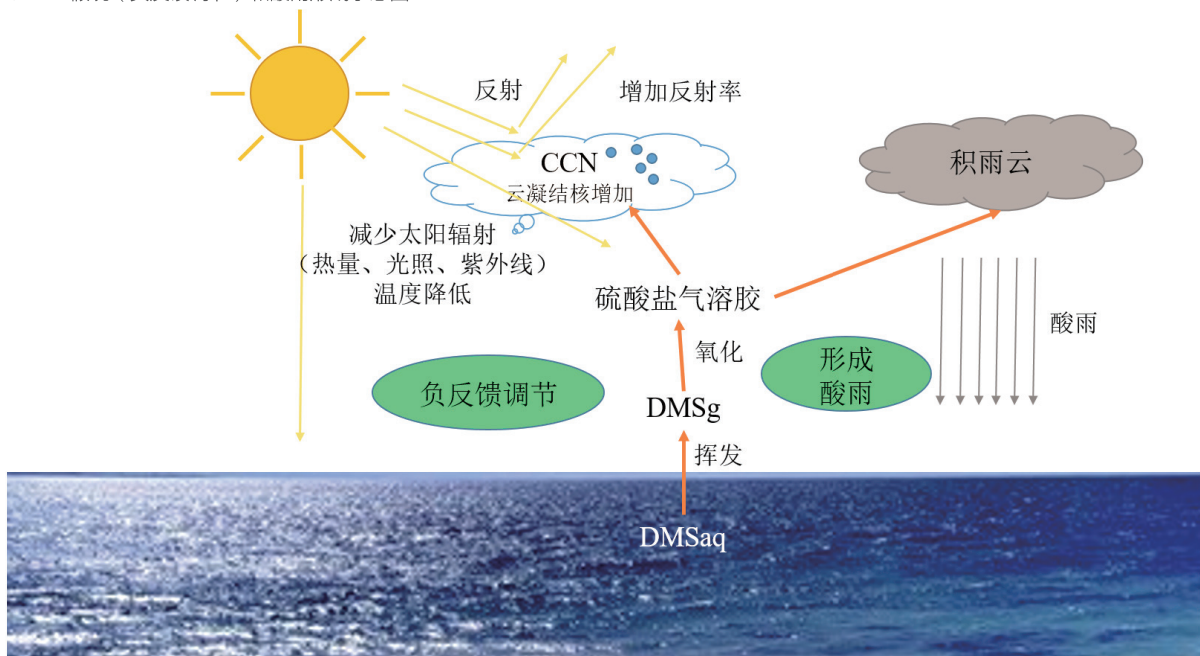 反射
增加反射率
CCN
云凝结核增加
积雨云
减少太阳辐射
（热量、光照、紫外线）
温度降低
硫酸盐气溶胶
酸雨
氧化
形成
酸雨
负反馈调节
DMSg
挥发
DMSaq